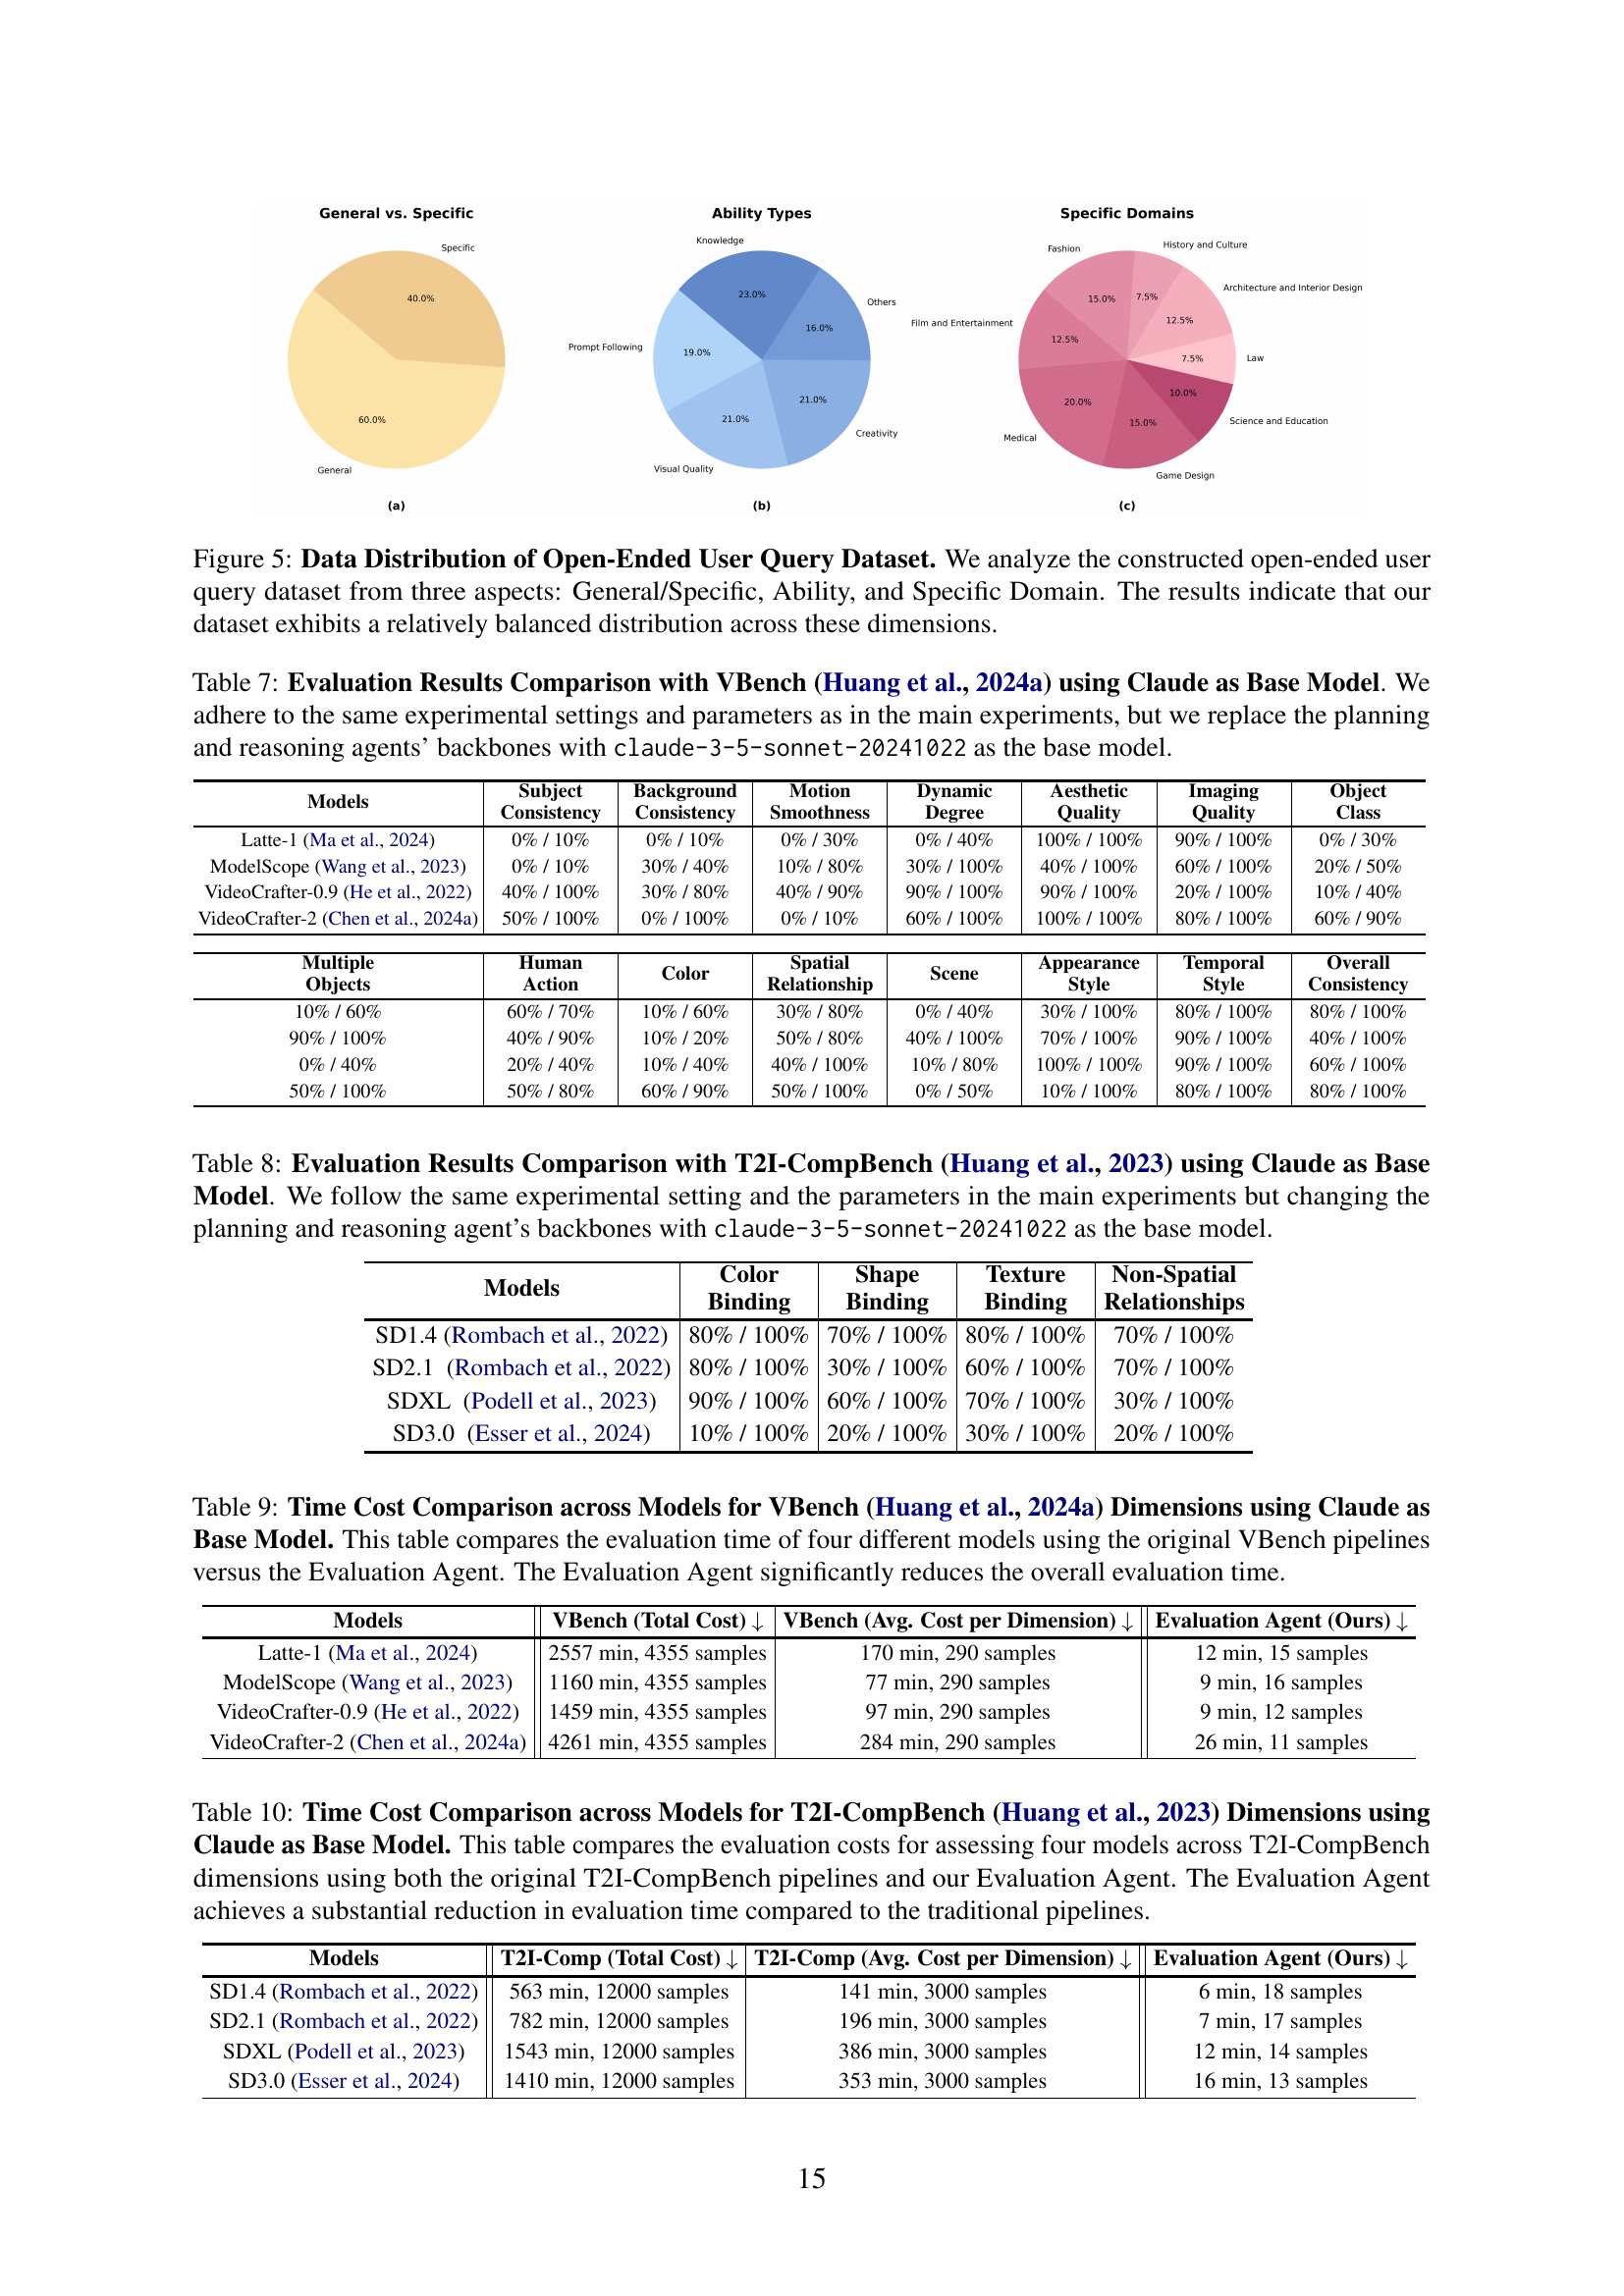 General vs. Specific
Specific
40.0%
60.0%
General
(a)
Ability Types
Knowledge
23.0%
Others
16.0%
Prompt Following
19.0%
21.0%
21.0%
Creativity
Visual Quality
(b)
Specific Domains
Fashion
History and Culture
Architecture and Interior Design
15.0%
7.5%
12.5%
Film and Entertainment
12.5%
7.5%
Law
20.0%
10.0%
15.0%
Science and Education
Medical
Game Design
(c)
Figure 5: Data Distribution of Open-Ended User Query Dataset. We analyze the constructed open-ended user
query dataset from three aspects: General/Specific, Ability, and Specific Domain. The results indicate that our
dataset exhibits a relatively balanced distribution across these dimensions.
Table 7: Evaluation Results Comparison with VBench (Huang et al., 2024a) using Claude as Base Model. We
adhere to the same experimental settings and parameters as in the main experiments, but we replace the planning
and reasoning agents’ backbones with claude-3-5-sonnet-20241022 as the base model.
Models Subject Consistency Background Consistency Motion Smoothness Dynamic Degree Aesthetic Quality Imaging Quality Object Class
Latte-1 (Ma et al., 2024) 0% / 10% 0% / 10% 0% / 30% 0% / 40% 100% / 100% 90% / 100% 0% / 30%
ModelScope (Wang et al., 2023) 0% / 10% 30% / 40% 10% / 80% 30% / 100% 40% / 100% 60% / 100% 20% / 50%
VideoCrafter-0.9 (He et al., 2022) 40% / 100% 30% / 80% 40% / 90% 90% / 100% 90% / 100% 20% / 100% 10% / 40%
VideoCrafter-2 (Chen et al., 2024a) 50% / 100% 0% / 100% 0% / 10% 60% / 100% 100% / 100% 80% / 100% 60% / 90%
Multiple Objects Human Action Color Spatial Relationship Scene Appearance Style Temporal Style Overall Consistency
10% / 60% 60% / 70% 10% / 60% 30% / 80% 0% / 40% 30% / 100% 80% / 100% 80% / 100%
90% / 100% 40% / 90% 10% / 20% 50% / 80% 40% / 100% 70% / 100% 90% / 100% 40% / 100%
0% / 40% 20% / 40% 10% / 40% 40% / 100% 10% / 80% 100% / 100% 90% / 100% 60% / 100%
50% / 100% 50% / 80% 60% / 90% 50% / 100% 0% / 50% 10% / 100% 80% / 100% 80% / 100%
Table 8: Evaluation Results Comparison with T2I-CompBench (Huang et al., 2023) using Claude as Base
Model. We follow the same experimental setting and the parameters in the main experiments but changing the
planning and reasoning agent’s backbones with claude-3-5-sonnet-20241022 as the base model.
Models Color Binding Shape Binding Texture Binding Non-Spatial Relationships
SD1.4 (Rombach et al., 2022) 80% / 100% 70% / 100% 80% / 100% 70% / 100%
SD2.1 (Rombach et al., 2022) 80% / 100% 30% / 100% 60% / 100% 70% / 100%
SDXL (Podell et al., 2023) 90% / 100% 60% / 100% 70% / 100% 30% / 100%
SD3.0 (Esser et al., 2024) 10% / 100% 20% / 100% 30% / 100% 20% / 100%
Table 9: Time Cost Comparison across Models for VBench (Huang et al., 2024a) Dimensions using Claude as
Base Model. This table compares the evaluation time of four different models using the original VBench pipelines
versus the Evaluation Agent. The Evaluation Agent significantly reduces the overall evaluation time.
Models VBench (Total Cost) ↓ VBench (Avg. Cost per Dimension) ↓ Evaluation Agent (Ours) ↓
Latte-1 (Ma et al., 2024) 2557 min, 4355 samples 170 min, 290 samples 12 min, 15 samples
ModelScope (Wang et al., 2023) 1160 min, 4355 samples 77 min, 290 samples 9 min, 16 samples
VideoCrafter-0.9 (He et al., 2022) 1459 min, 4355 samples 97 min, 290 samples 9 min, 12 samples
VideoCrafter-2 (Chen et al., 2024a) 4261 min, 4355 samples 284 min, 290 samples 26 min, 11 samples
Table 10: Time Cost Comparison across Models for T2I-CompBench (Huang et al., 2023) Dimensions using
Claude as Base Model. This table compares the evaluation costs for assessing four models across T2I-CompBench
dimensions using both the original T2I-CompBench pipelines and our Evaluation Agent. The Evaluation Agent
achieves a substantial reduction in evaluation time compared to the traditional pipelines.
Models T2I-Comp (Total Cost) ↓ T2I-Comp (Avg. Cost per Dimension) ↓ Evaluation Agent (Ours) ↓
SD1.4 (Rombach et al., 2022) 563 min, 12000 samples 141 min, 3000 samples 6 min, 18 samples
SD2.1 (Rombach et al., 2022) 782 min, 12000 samples 196 min, 3000 samples 7 min, 17 samples
SDXL (Podell et al., 2023) 1543 min, 12000 samples 386 min, 3000 samples 12 min, 14 samples
SD3.0 (Esser et al., 2024) 1410 min, 12000 samples 353 min, 3000 samples 16 min, 13 samples
15